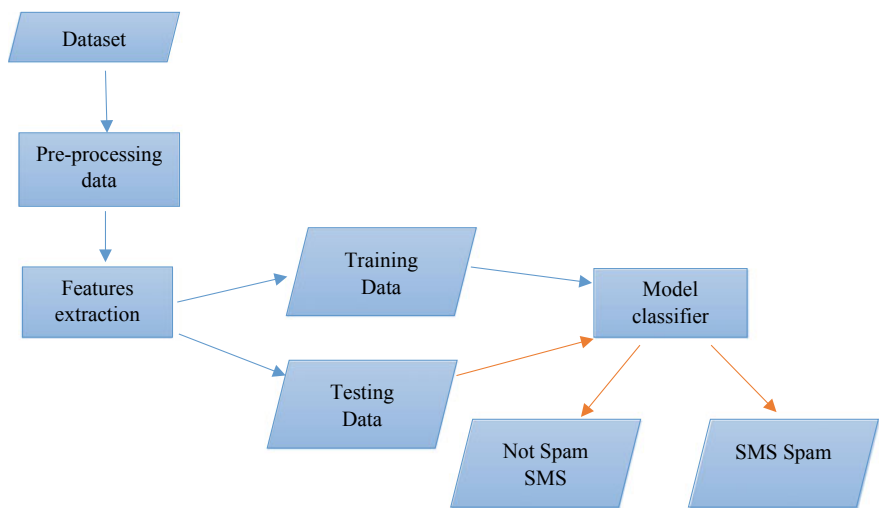 Dataset
Pre-processing
data
Features
extraction
Training
Data
Testing
Data
Model
classifier
Not Spam
SMS
SMS Spam